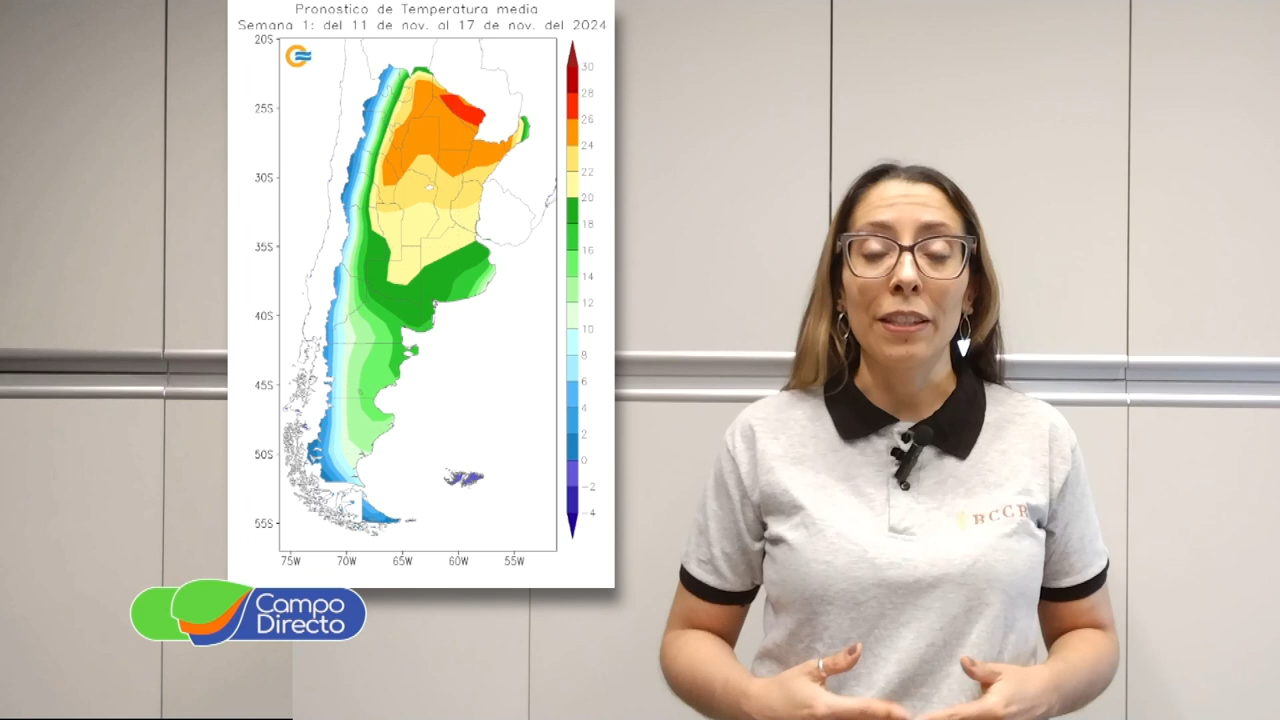 Pronostico de Temperatura media
Semana 1: del 11 de nov. al 17 de nov. del 2024
20S
25S
30S
35S
40S
45S
50S
55S
75W 70W 65W 60W 55W
30
28
26
24
22
20
18
16
14
12
10
8
6
4
2
0
-2
-4
Campo
Directo
BCCR